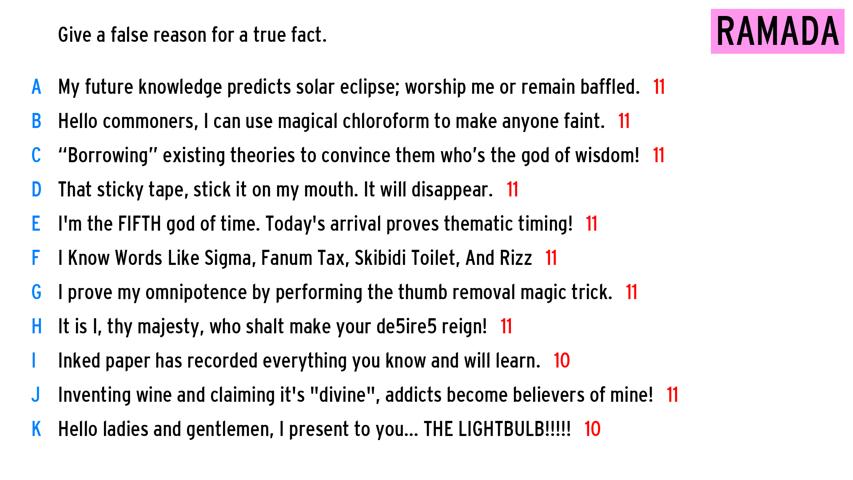 Give a false reason for a true fact.
RAMADA
A My future knowledge predicts solar eclipse; worship me or remain baffled. 11
B Hello commoners, I can use magical chloroform to make anyone faint. 11
C “Borrowing” existing theories to convince them who’s the god of wisdom! 11
D That sticky tape, stick it on my mouth. It will disappear. 11
E I'm the FIFTH god of time. Today's arrival proves thematic timing! 11
F I Know Words Like Sigma, Fanum Tax, Skibidi Toilet, And Rizz 11
G I prove my omnipotence by performing the thumb removal magic trick. 11
H It is I, thy majesty, who shalt make your de5ire5 reign! 11
I Inked paper has recorded everything you know and will learn. 10
J Inventing wine and claiming it's "divine", addicts become believers of mine! 11
K Hello ladies and gentlemen, I present to you... THE LIGHTBULB!!!!! 10